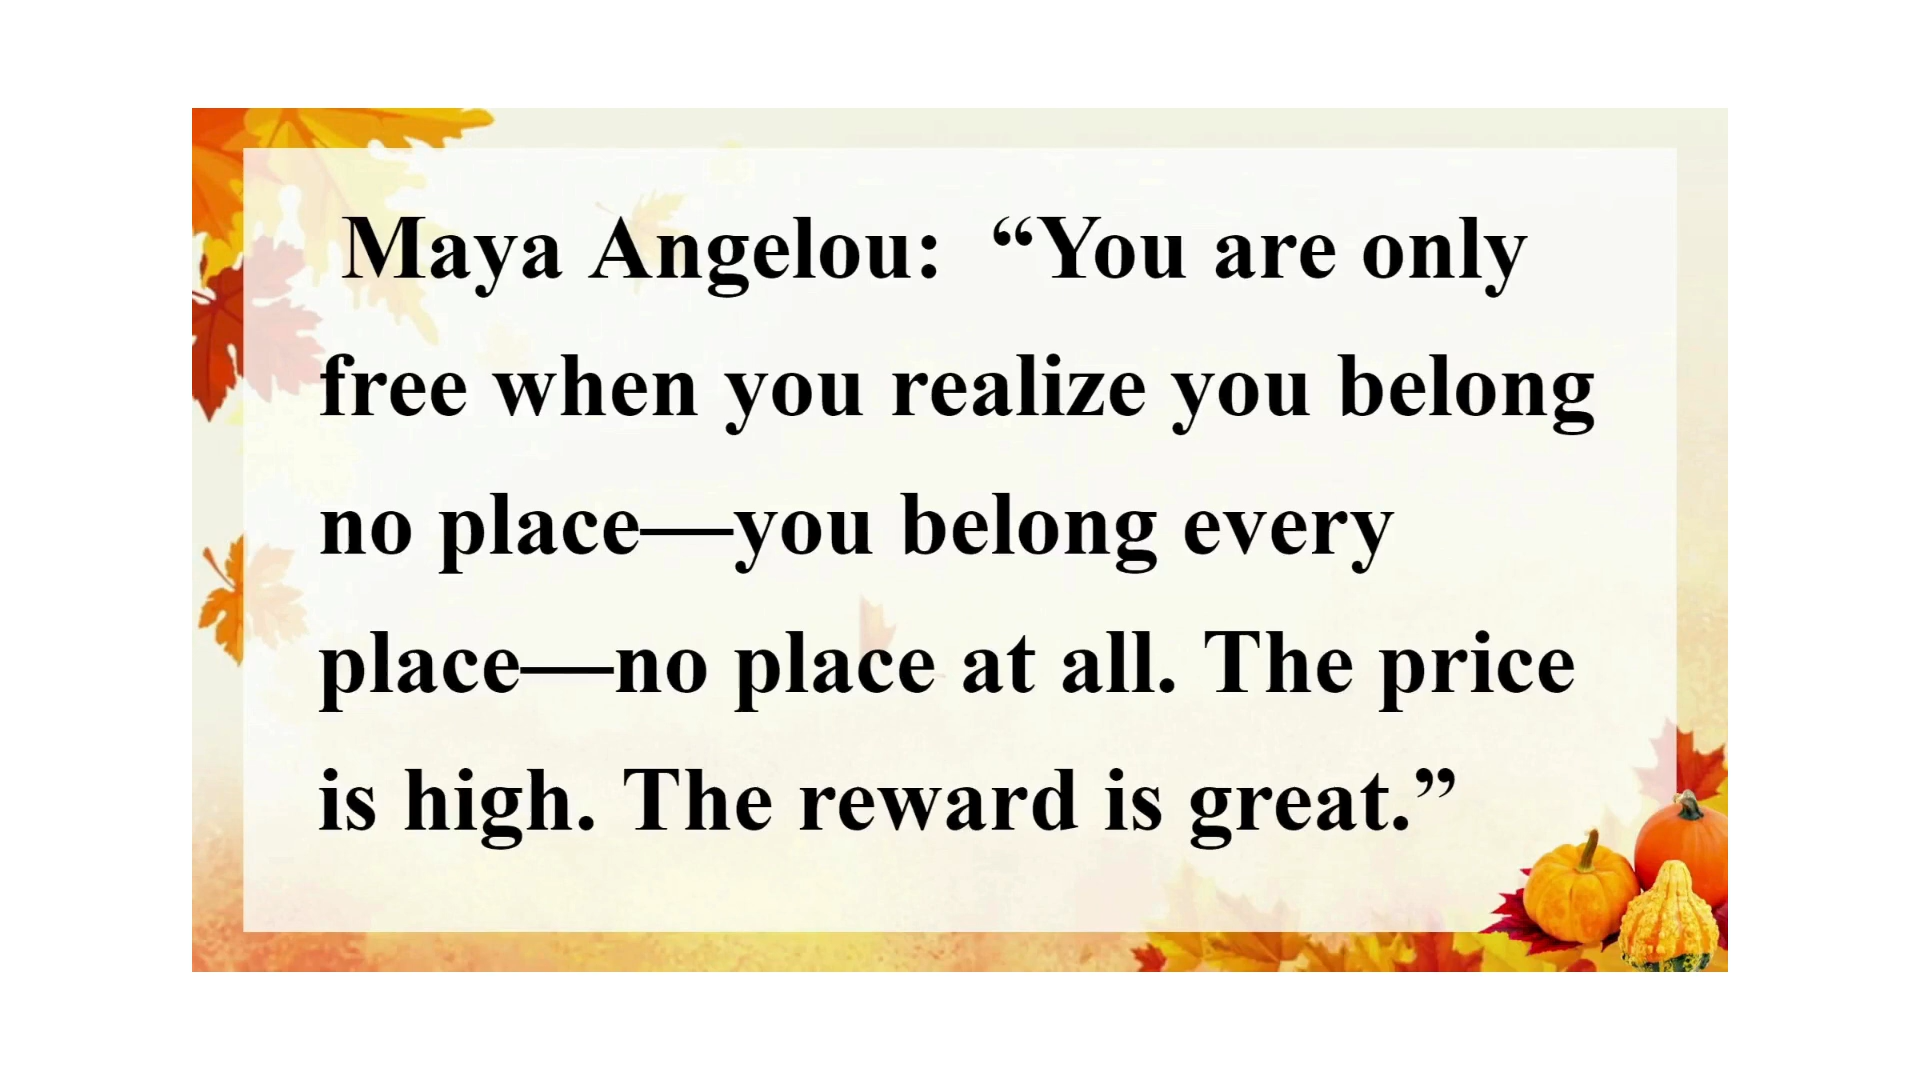 Maya Angelou:  “You are only
free when you realize you belong
no place—you belong every
place—no place at all. The price
is high. The reward is great.”